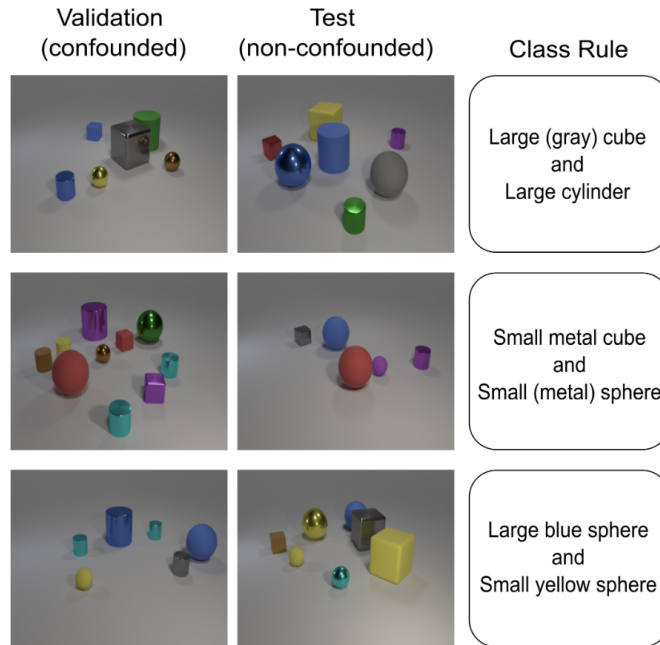 Validation
(confounded)
Test
(non-confounded)
Class Rule
Large (gray) cube
and
Large cylinder
Small metal cube
and
Small (metal) sphere
Large blue sphere
and
Small yellow sphere